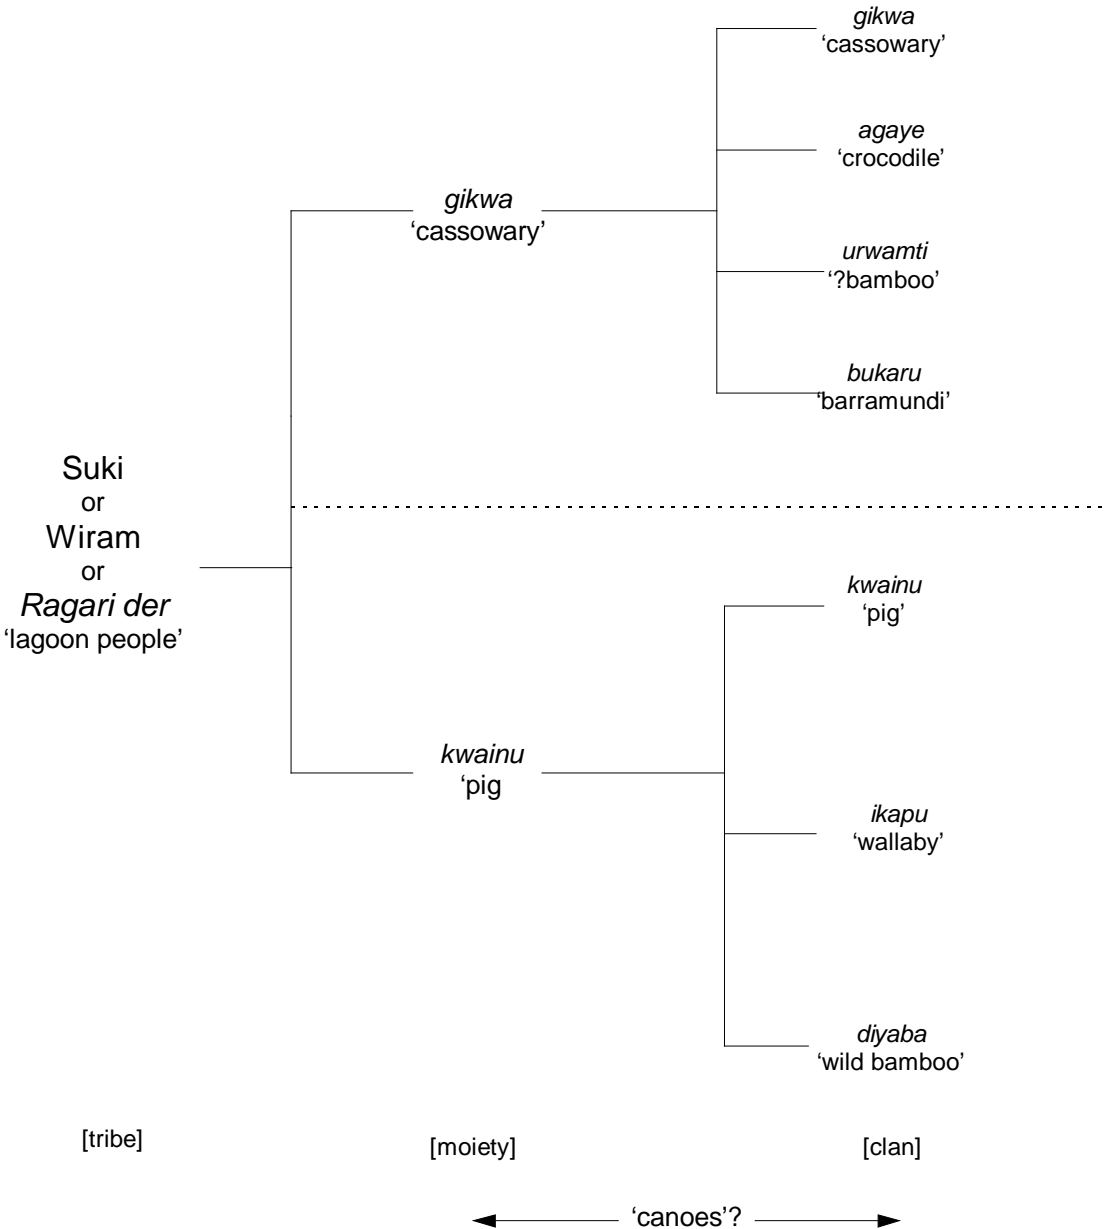 gikwa
‘cassowary’
agaye
‘crocodile’
gikwa
‘cassowary’
urwamti
‘?bamboo’
bukaru
‘barramundi’
Suki
or
Wiram
or
Ragari der
‘lagoon people’
kwainu
‘pig’
kwainu
‘pig
ikapu
‘wallaby’
diyaba
‘wild bamboo’
[tribe]
[moiety]
[clan]
‘canoes’?